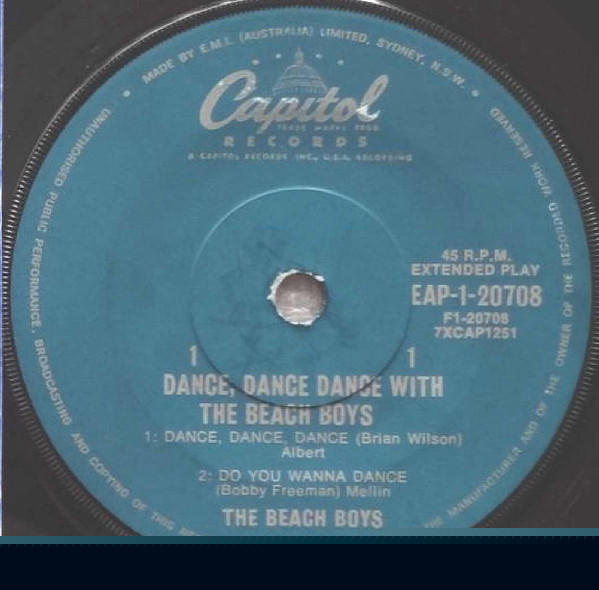 MADE BY E.M.I. (AUSTRALIA) LIMITED, SYDNEY, N.S.W.
Capitol
TRADE MARKS REGD
RECORDS
A CAPITOL RECORDS INC., U.S.A. RECORDING
45 R.P.M.
EXTENDED PLAY
EAP-1-20708
F1-20708
7XCAP1251
1 1
DANCE, DANCE DANCE WITH
THE BEACH BOYS
1: DANCE, DANCE, DANCE (Brian Wilson)
Albert
2: DO YOU WANNA DANCE
(Bobby Freeman) Mellin
THE BEACH BOYS
UNAUTHORISED PUBLIC PERFORMANCE, BROADCASTING AND COPYING OF THIS
THE MANUFACTURER AND OF THE OWNER OF THE RECORDED WORK RESERVED